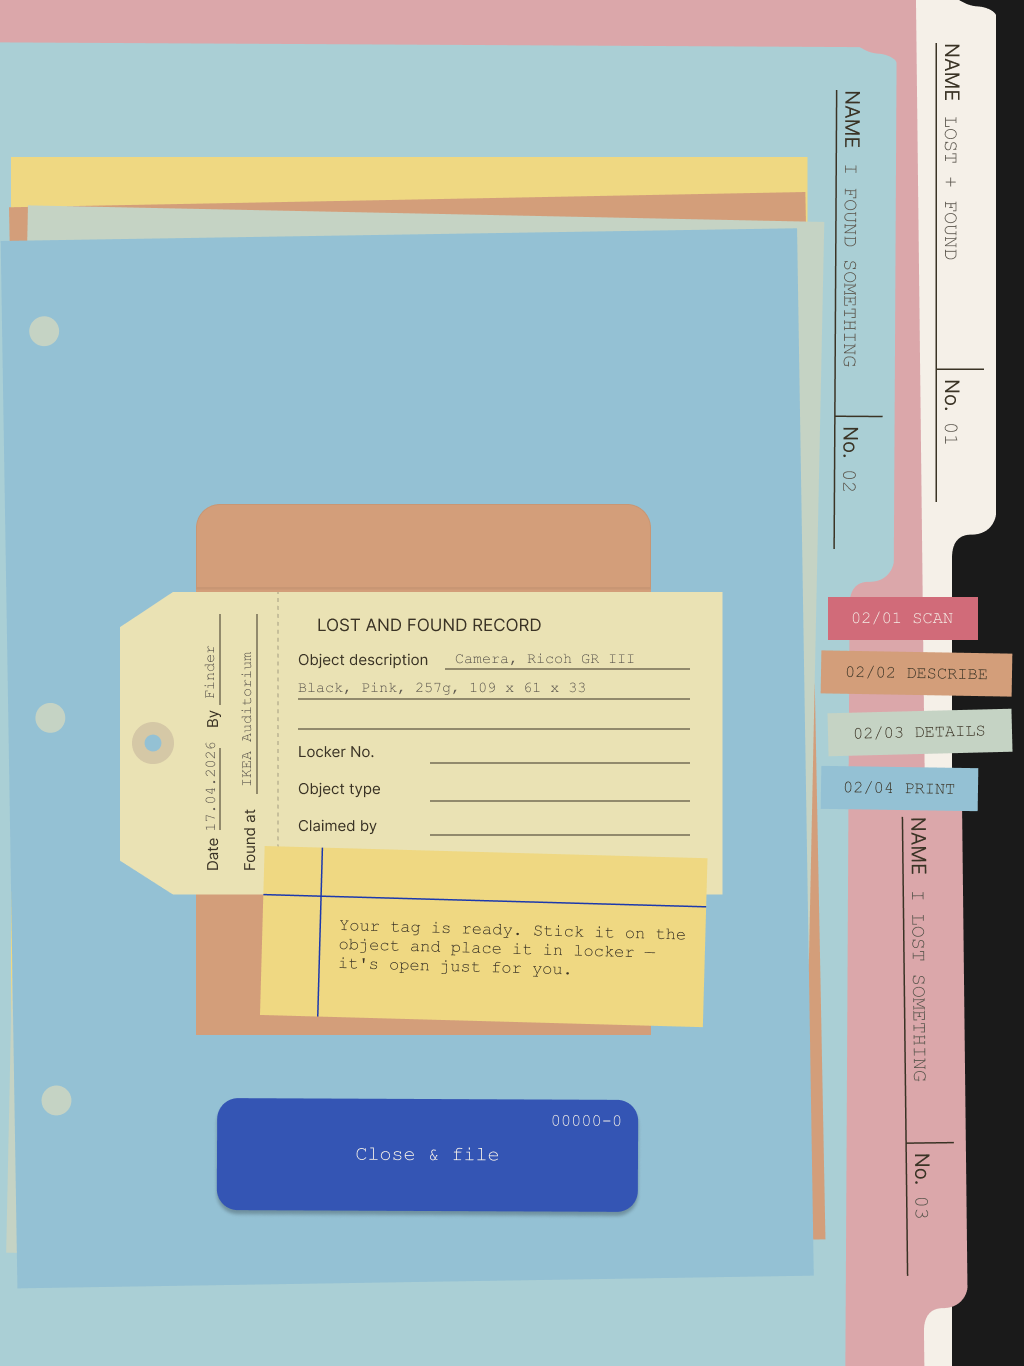 NAME LOST + FOUND
No. 01
NAME I FOUND SOMETHING
No. 02
LOST AND FOUND RECORD
Object description Camera, Ricoh GR III
Black, Pink, 257g, 109 x 61 x 33
Locker No.
Object type
Claimed by
Date 17.04.2026 By Finder
Found at IKEA Auditorium
Your tag is ready. Stick it on the
object and place it in locker —
it's open just for you.
00000-0
Close & file
02/01 SCAN
02/02 DESCRIBE
02/03 DETAILS
02/04 PRINT
NAME I LOST SOMETHING
No. 03